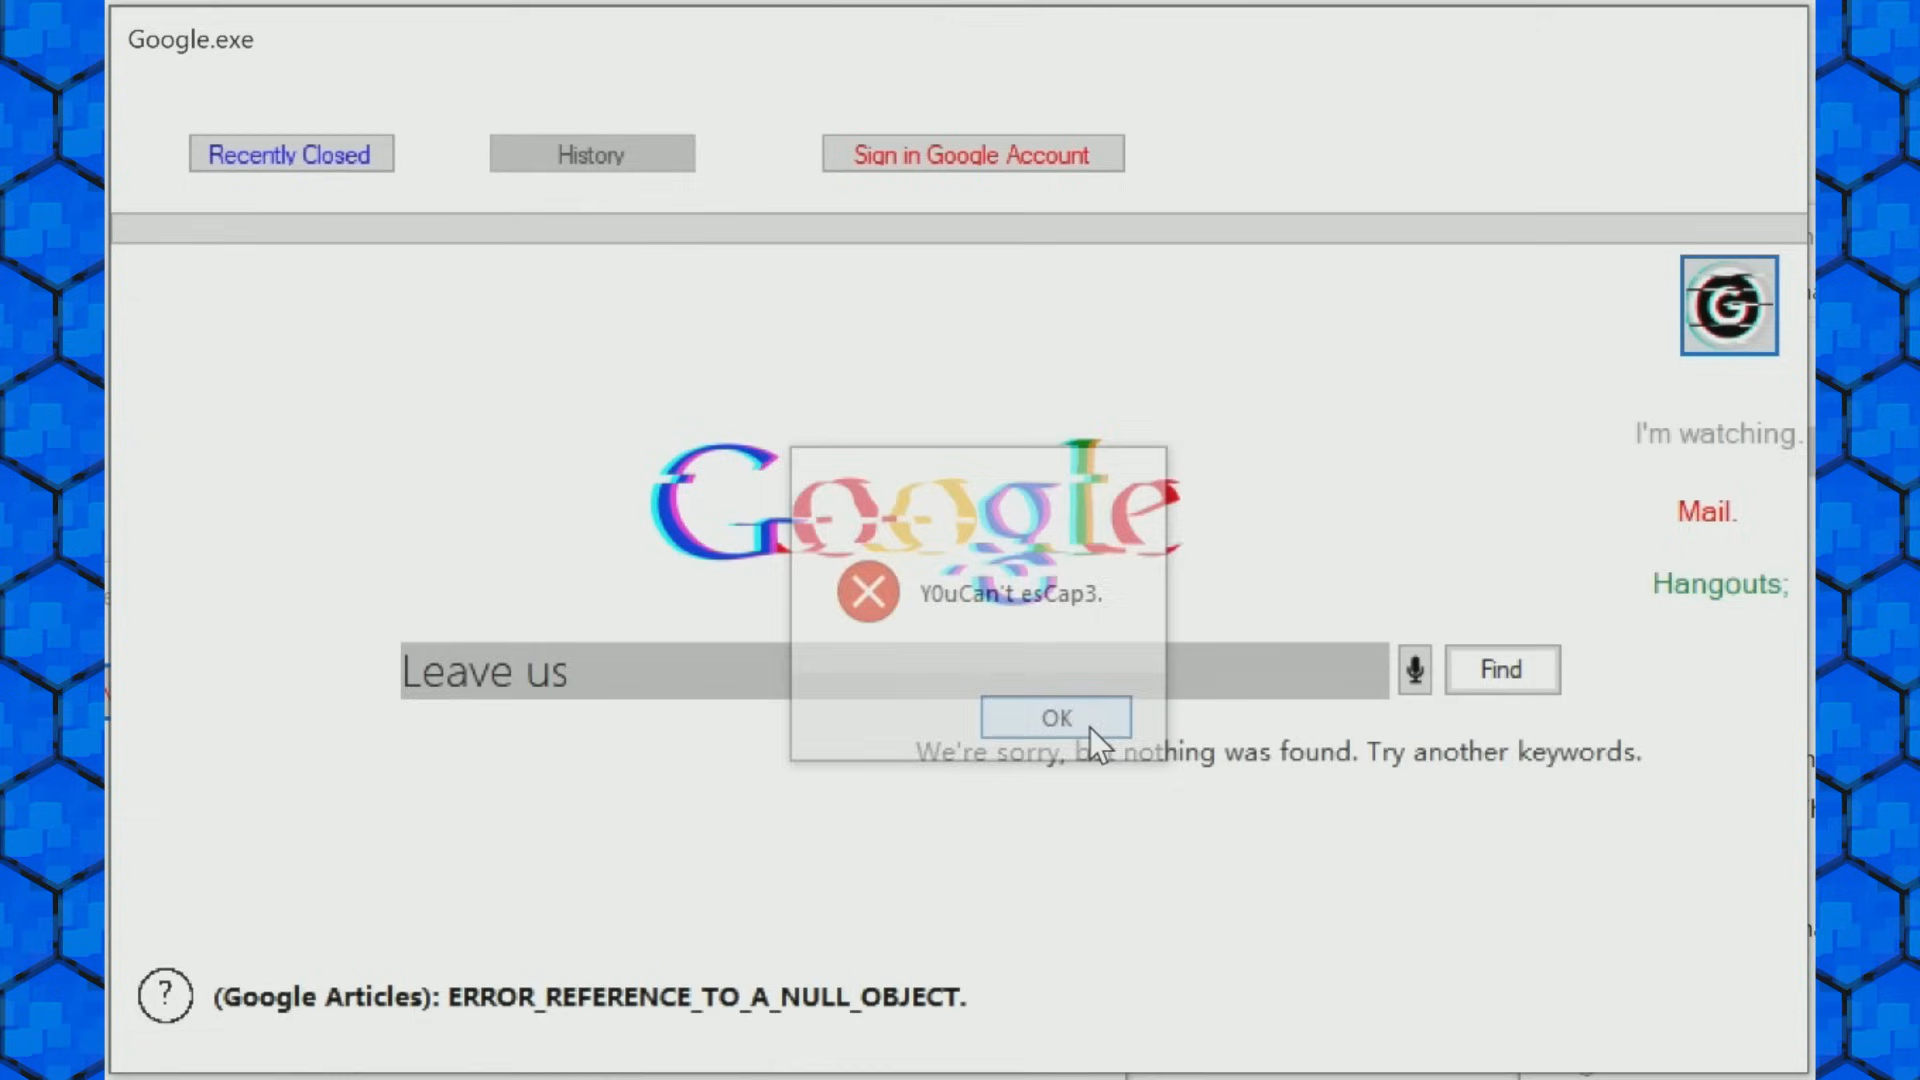 Google.exe
Recently Closed
History
Sign in Google Account
I'm watching.
Google
Mail.
Y0uCan't esCap3.
Hangouts;
Leave us
Find
OK
We're sorry, but nothing was found. Try another keywords.
? (Google Articles): ERROR_REFERENCE_TO_A_NULL_OBJECT.